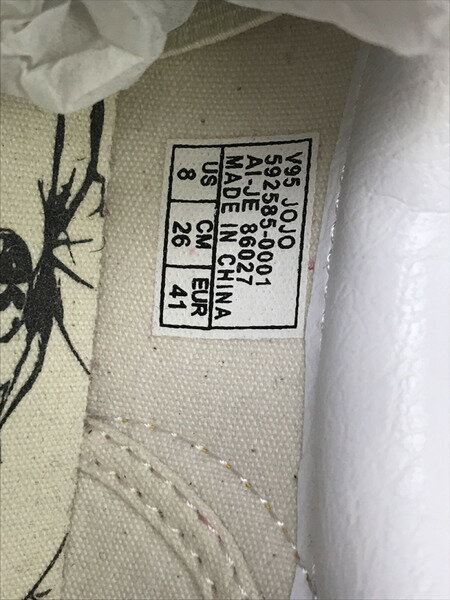 V95 JOJO
592585-0001
AI-JE 86027
MADE IN CHINA
US CM EUR
8 26 41